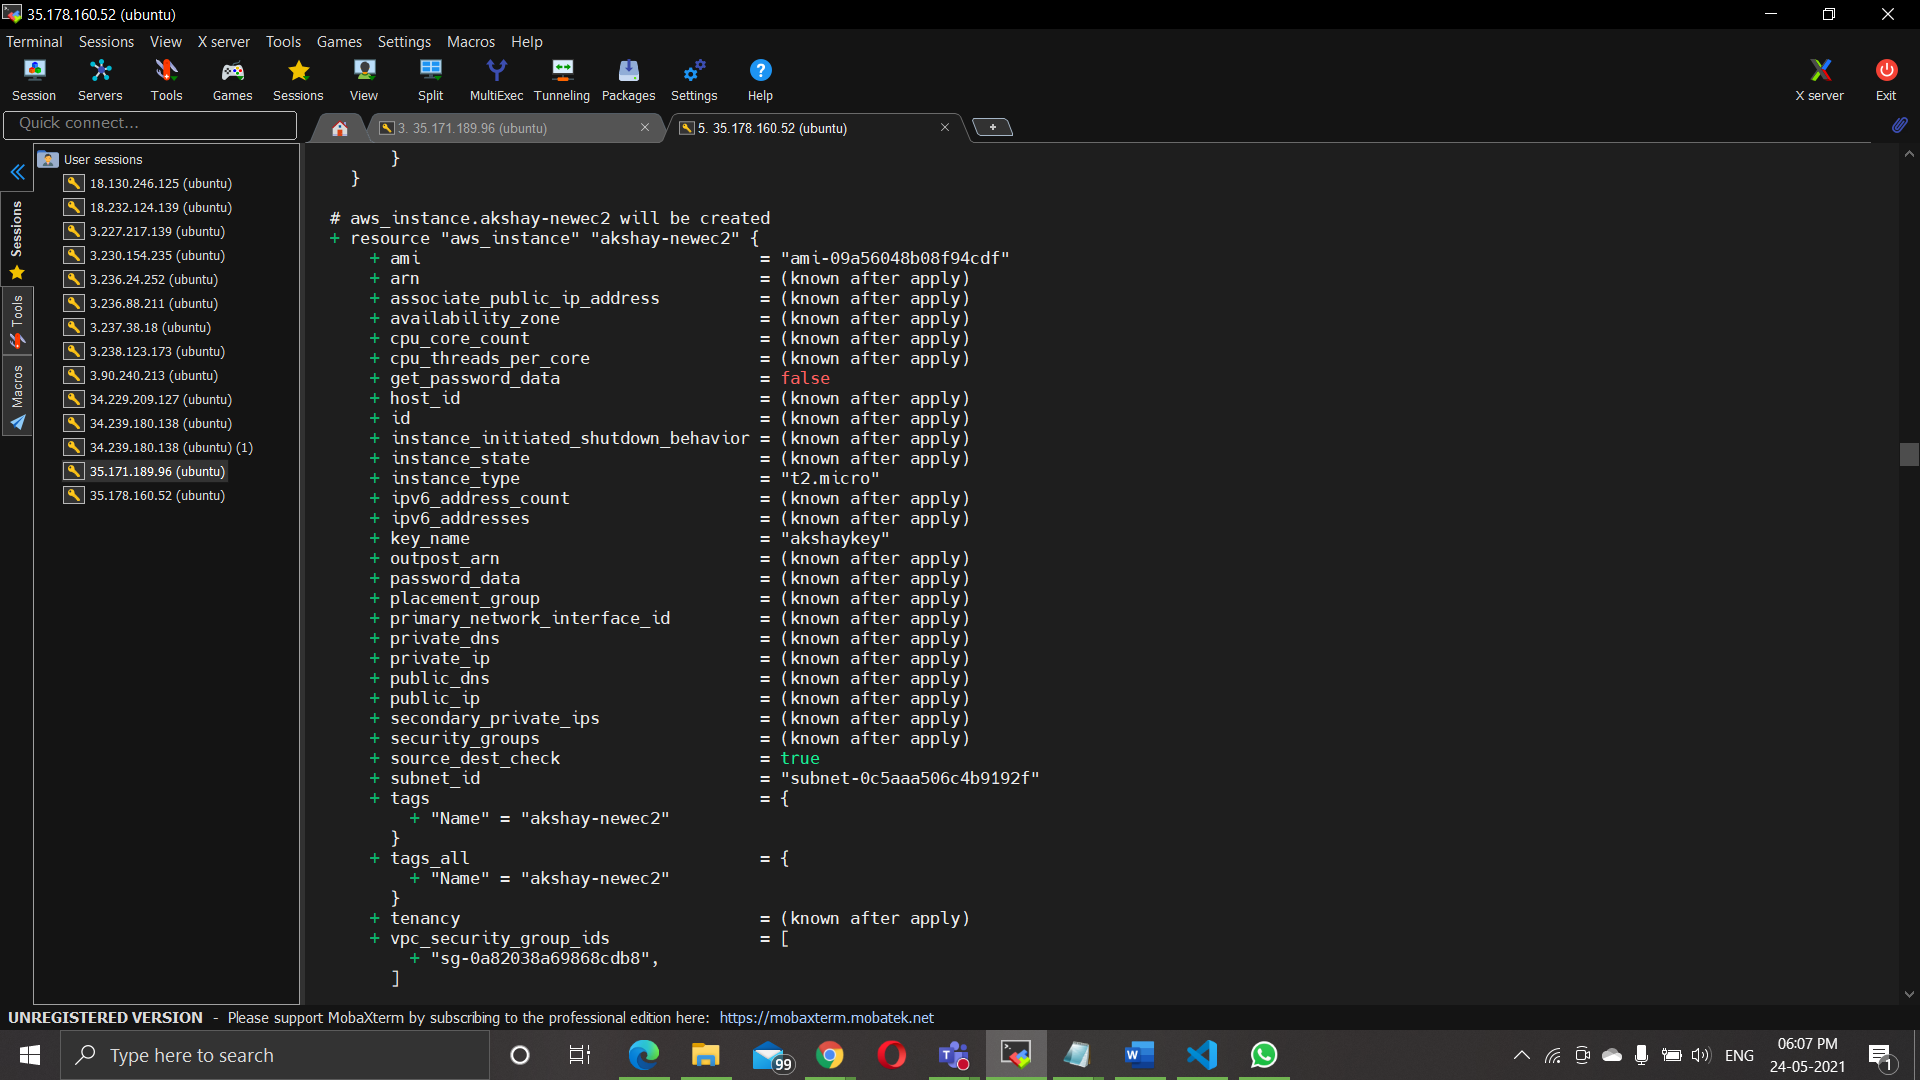 35.178.160.52 (ubuntu)
Terminal Sessions View X server Tools Games Settings Macros Help
Session Servers Tools Games Sessions View Split MultiExec Tunneling Packages Settings Help X server Exit
Quick connect...
3. 35.171.189.96 (ubuntu)
5. 35.178.160.52 (ubuntu)
Sessions
Tools
Macros
User sessions
18.130.246.125 (ubuntu)
18.232.124.139 (ubuntu)
3.227.217.139 (ubuntu)
3.230.154.235 (ubuntu)
3.236.24.252 (ubuntu)
3.236.88.211 (ubuntu)
3.237.38.18 (ubuntu)
3.238.123.173 (ubuntu)
3.90.240.213 (ubuntu)
34.229.209.127 (ubuntu)
34.239.180.138 (ubuntu)
34.239.180.138 (ubuntu) (1)
35.171.189.96 (ubuntu)
35.178.160.52 (ubuntu)
}
}
# aws_instance.akshay-newec2 will be created
+ resource "aws_instance" "akshay-newec2" {
+ ami = "ami-09a56048b08f94cdf"
+ arn = (known after apply)
+ associate_public_ip_address = (known after apply)
+ availability_zone = (known after apply)
+ cpu_core_count = (known after apply)
+ cpu_threads_per_core = (known after apply)
+ get_password_data = false
+ host_id = (known after apply)
+ id = (known after apply)
+ instance_initiated_shutdown_behavior = (known after apply)
+ instance_state = (known after apply)
+ instance_type = "t2.micro"
+ ipv6_address_count = (known after apply)
+ ipv6_addresses = (known after apply)
+ key_name = "akshaykey"
+ outpost_arn = (known after apply)
+ password_data = (known after apply)
+ placement_group = (known after apply)
+ primary_network_interface_id = (known after apply)
+ private_dns = (known after apply)
+ private_ip = (known after apply)
+ public_dns = (known after apply)
+ public_ip = (known after apply)
+ secondary_private_ips = (known after apply)
+ security_groups = (known after apply)
+ source_dest_check = true
+ subnet_id = "subnet-0c5aaa506c4b9192f"
+ tags = {
+ "Name" = "akshay-newec2"
}
+ tags_all = {
+ "Name" = "akshay-newec2"
}
+ tenancy = (known after apply)
+ vpc_security_group_ids = [
+ "sg-0a82038a69868cdb8",
]
UNREGISTERED VERSION - Please support MobaXterm by subscribing to the professional edition here: https://mobaxterm.mobatek.net
Type here to search
99
ENG
06:07 PM
24-05-2021
1